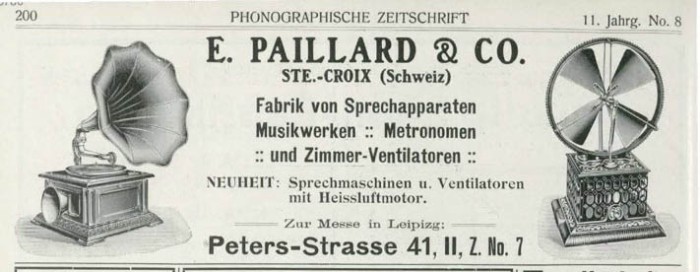 200 PHONOGRAPHISCHE ZEITSCHRIFT 11. Jahrg. No. 8
E. PAILLARD & CO.
STE.-CROIX (Schweiz)
Fabrik von Sprechapparaten
Musikwerken :: Metronomen
:: und Zimmer-Ventilatoren ::
NEUHEIT: Sprechmaschinen u. Ventilatoren
mit Heissluftmotor.
Zur Messe in Leipizg:
Peters-Strasse 41, II, Z. No. 7